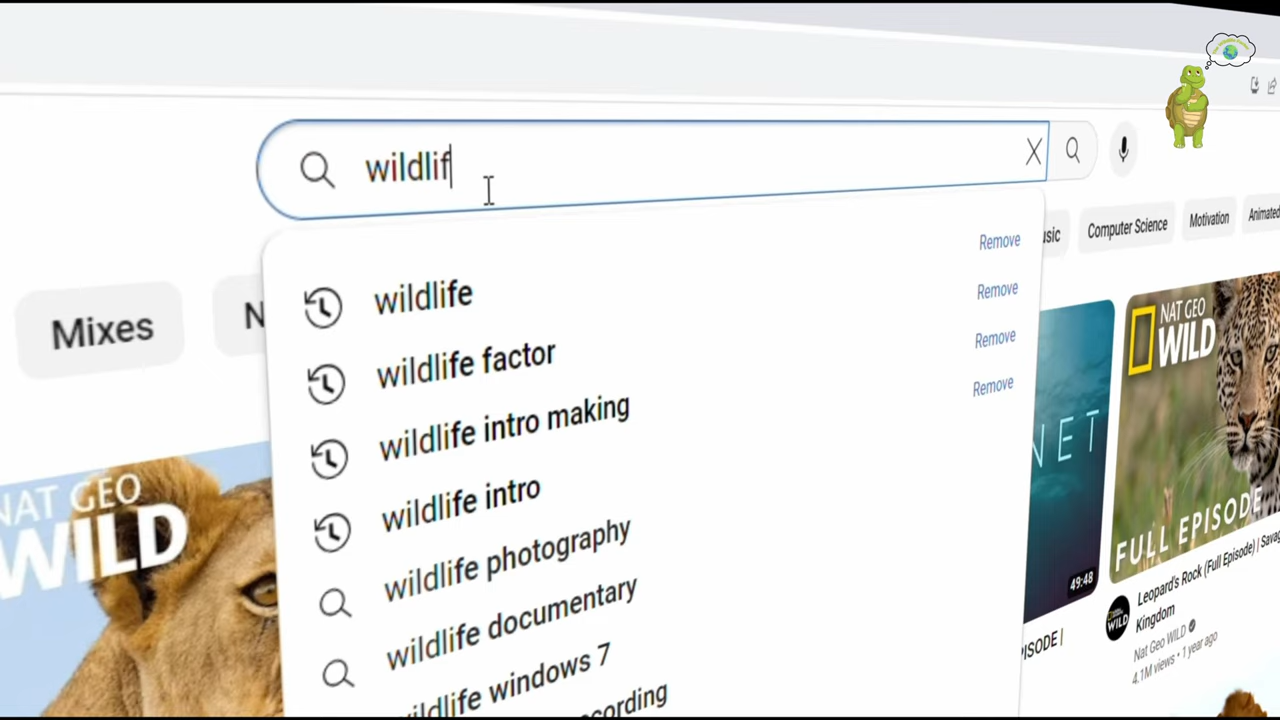 wildlif
Remove
Remove
Remove
Remove
wildlife
wildlife factor
wildlife intro making
wildlife intro
wildlife photography
wildlife documentary
wildlife windows 7
Mixes
N
Computer Science
Motivation
Animated
NAT GEO
WILD
NAT GEO
WILD
FULL EPISODE
49:48
Leopard's Rock (Full Episode) |
Kingdom
Nat Geo WILD
4.1M views • 1 year ago